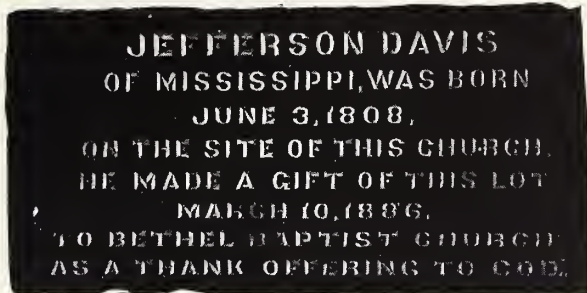 JEFFERSON DAVIS
OF MISSISSIPPI, WAS BORN
JUNE 3, 1808,
ON THE SITE OF THIS CHURCH.
HE MADE A GIFT OF THIS LOT
MARCH 10, 1886,
TO BETHEL BAPTIST CHURCH
AS A THANK OFFERING TO GOD.